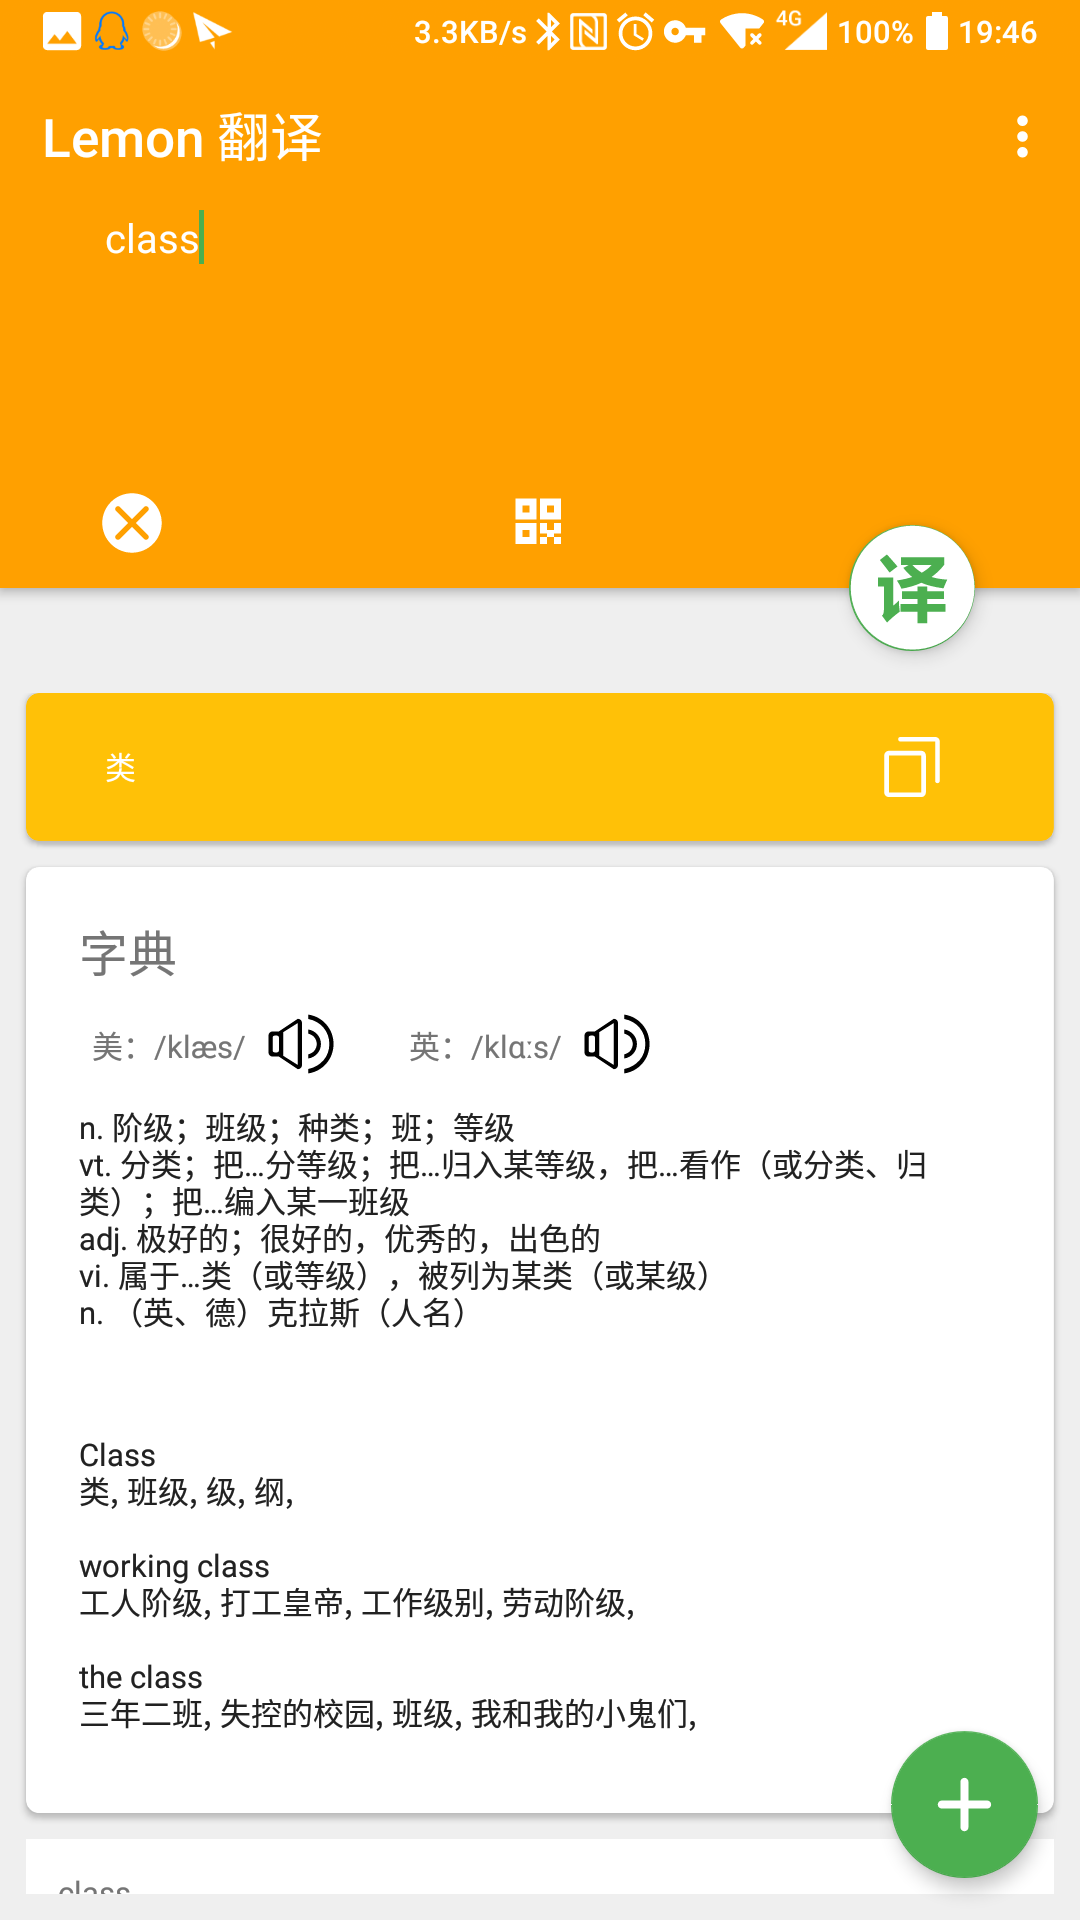 3.3KB/s 4G 100% 19:46
Lemon 翻译
class
译
类
字典
美：/klæs/ 英：/klɑːs/
n. 阶级；班级；种类；班；等级
vt. 分类；把...分等级；把...归入某等级，把...看作（或分类、归
类）；把...编入某一班级
adj. 极好的；很好的，优秀的，出色的
vi. 属于...类（或等级），被列为某类（或某级）
n. （英、德）克拉斯（人名）
Class
类, 班级, 级, 纲,
working class
工人阶级, 打工皇帝, 工作级别, 劳动阶级,
the class
三年二班, 失控的校园, 班级, 我和我的小鬼们,
class